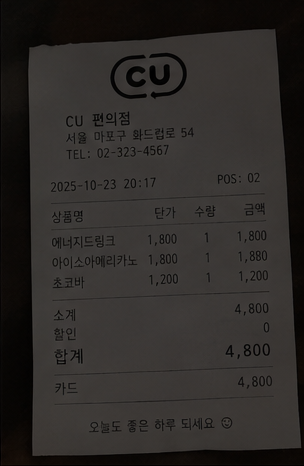 CU
CU 편의점
서울 마포구 화드럽로 54
TEL: 02-323-4567
2025-10-23 20:17 POS: 02
상품명 단가 수량 금액
에너지드링크 1,800 1 1,800
아이소아메리카노 1,800 1 1,880
초코바 1,200 1 1,200
소계 4,800
할인 0
합계 4,800
카드 4,800
오늘도 좋은 하루 되세요 ☺